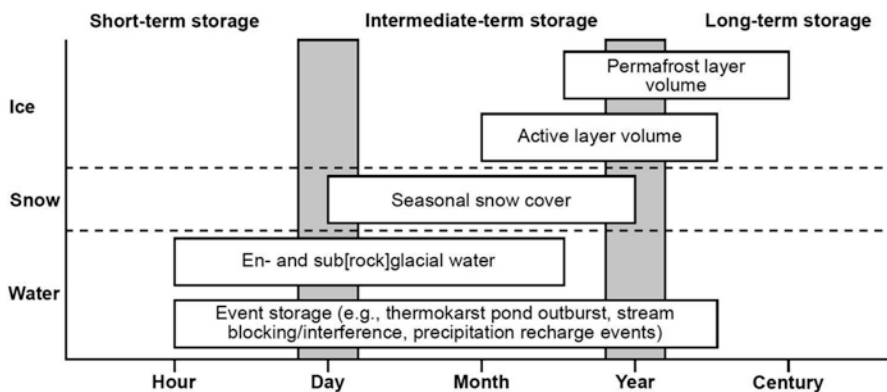 Short-term storage Intermediate-term storage Long-term storage
Ice
Permafrost layer
volume
Active layer volume
Snow
Seasonal snow cover
Water
En- and sub[rock]glacial water
Event storage (e.g., thermokarst pond outburst, stream
blocking/interference, precipitation recharge events)
Hour Day Month Year Century